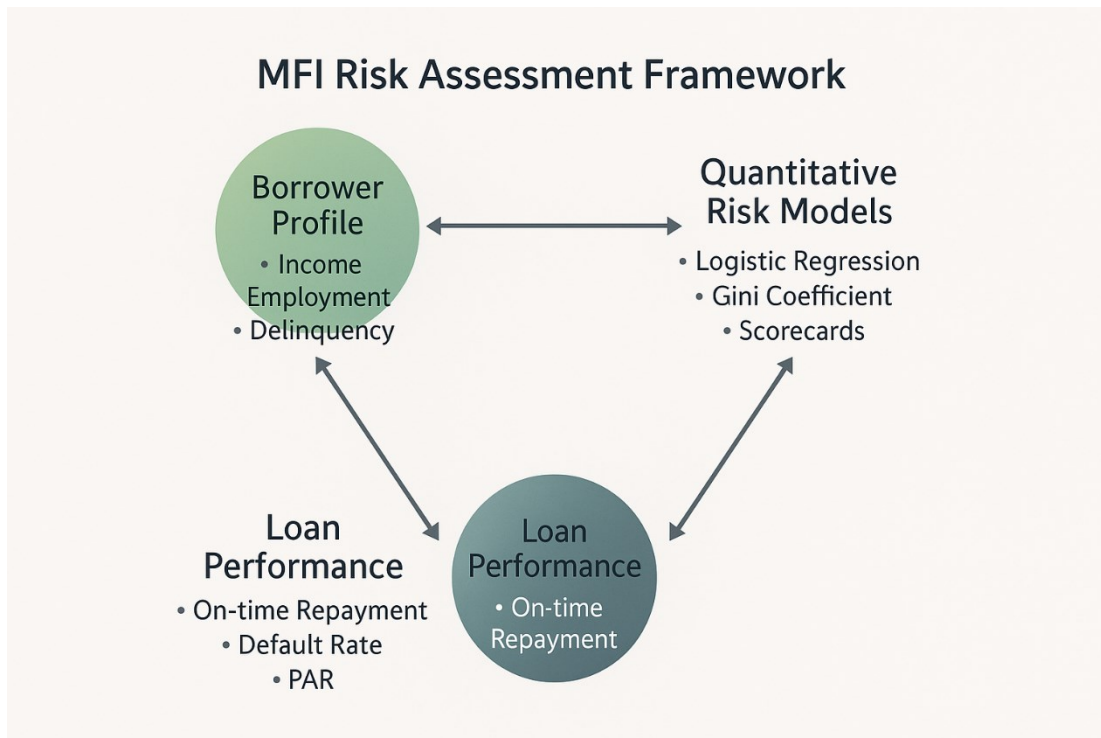 MFI Risk Assessment Framework
Borrower
Profile
• Income
Employment
• Delinquency
Quantitative
Risk Models
• Logistic Regression
• Gini Coefficient
• Scorecards
Loan
Performance
• On-time Repayment
• Default Rate
• PAR
Loan
Performance
• On-time
Repayment